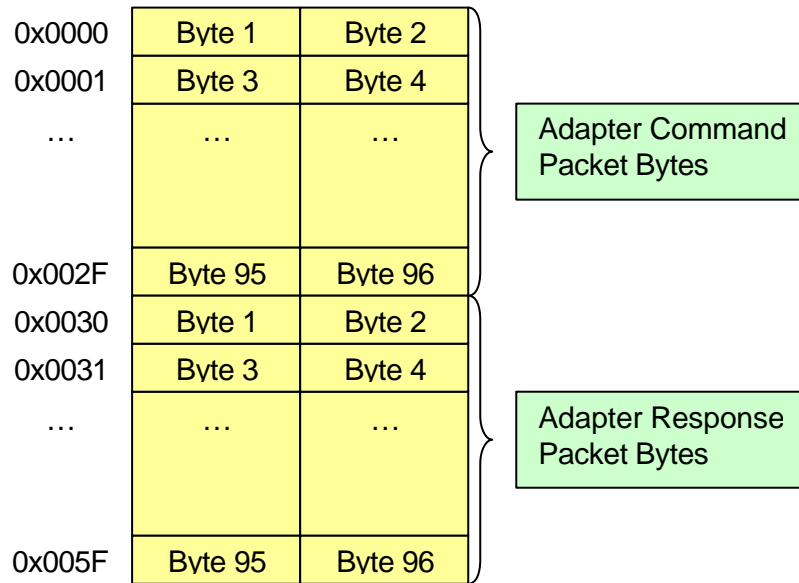 0x0000 Byte 1 Byte 2
0x0001 Byte 3 Byte 4
… … …
Adapter Command
Packet Bytes
0x002F Byte 95 Byte 96
0x0030 Byte 1 Byte 2
0x0031 Byte 3 Byte 4
… … …
Adapter Response
Packet Bytes
0x005F Byte 95 Byte 96